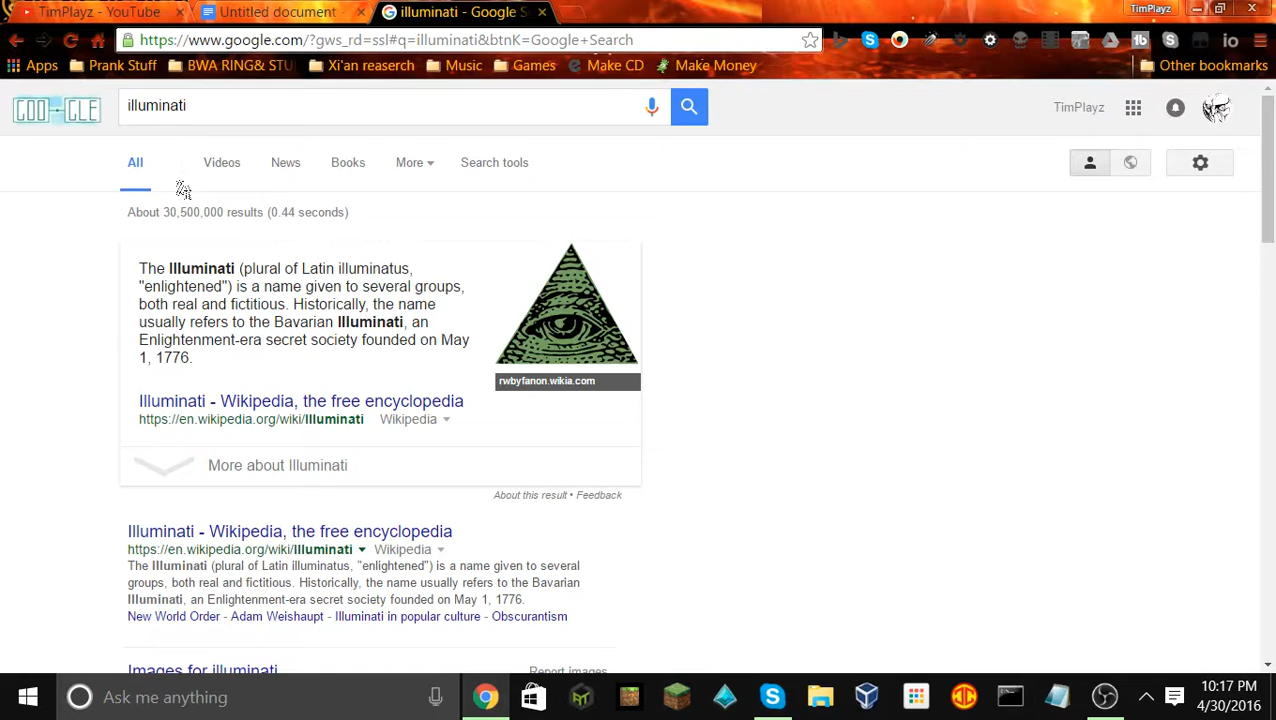 TimPlayz - YouTube
Untitled document
illuminati - Google S
TimPlayz
https://www.google.com/?gws_rd=ssl#q=illuminati&btnK=Google+Search
Apps
Prank Stuff
BWA RING& STU
Xi'an reaserch
Music
Games
Make CD
Make Money
Other bookmarks
illuminati
TimPlayz
All
Videos
News
Books
More
Search tools
About 30,500,000 results (0.44 seconds)
The Illuminati (plural of Latin illuminatus,
"enlightened") is a name given to several groups,
both real and fictitious. Historically, the name
usually refers to the Bavarian Illuminati, an
Enlightenment-era secret society founded on May
1, 1776.
rwbyfanon.wikia.com
Illuminati - Wikipedia, the free encyclopedia
https://en.wikipedia.org/wiki/Illuminati Wikipedia
More about Illuminati
About this result • Feedback
Illuminati - Wikipedia, the free encyclopedia
https://en.wikipedia.org/wiki/Illuminati Wikipedia
The Illuminati (plural of Latin illuminatus, "enlightened") is a name given to several
groups, both real and fictitious. Historically, the name usually refers to the Bavarian
Illuminati, an Enlightenment-era secret society founded on May 1, 1776.
New World Order - Adam Weishaupt - Illuminati in popular culture - Obscurantism
Images for illuminati
Report images
Ask me anything
10:17 PM
4/30/2016